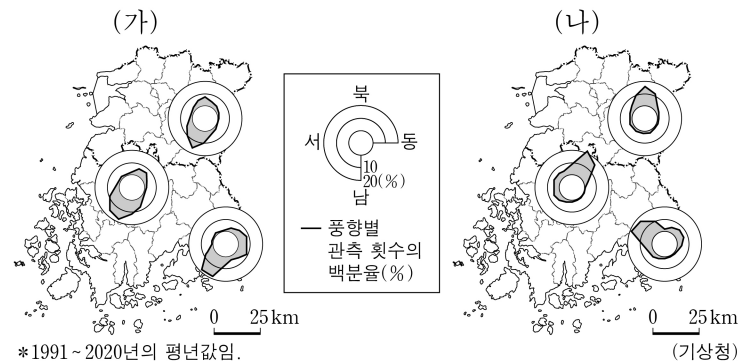 (가)
(나)
북
서
동
10
20(%)
남
풍향별
관측 횟수의
백분율(%)
0 25km
0 25km
*1991~2020년의 평년값임.
(기상청)